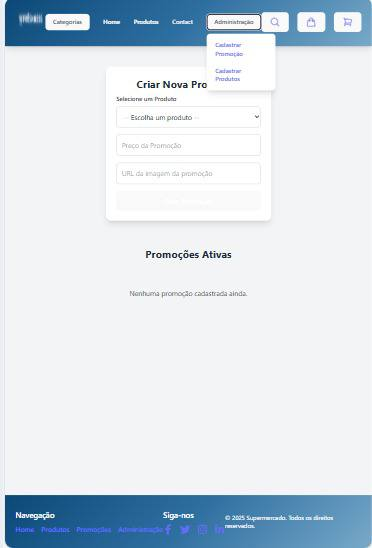 Categorias Home Produtos Contact Administração
Cadastrar
Promoção
Cadastrar
Produtos
Criar Nova Pro
Selecione um Produto
-- Escolha um produto --
Preço da Promoção
URL da imagem da promoção
Promoções Ativas
Nenhuma promoção cadastrada ainda.
Navegação
Home Produtos Promoções Administração
Siga-nos
© 2025 Supermercado. Todos os direitos
reservados.